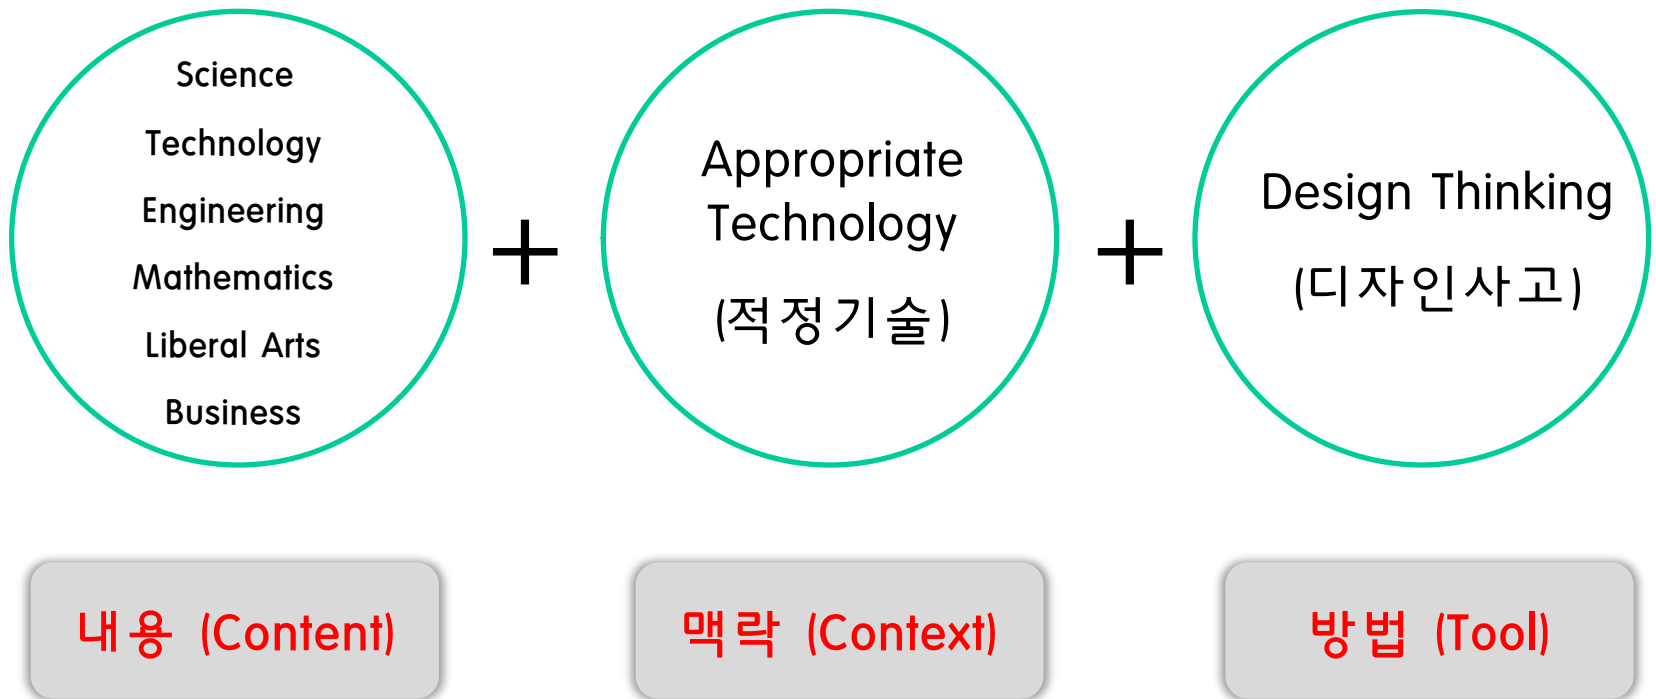 Science
Technology
Engineering
Mathematics
Liberal Arts
Business
+
Appropriate
Technology
(적정기술)
+
Design Thinking
(디자인사고)
내용 (Content)
맥락 (Context)
방법 (Tool)